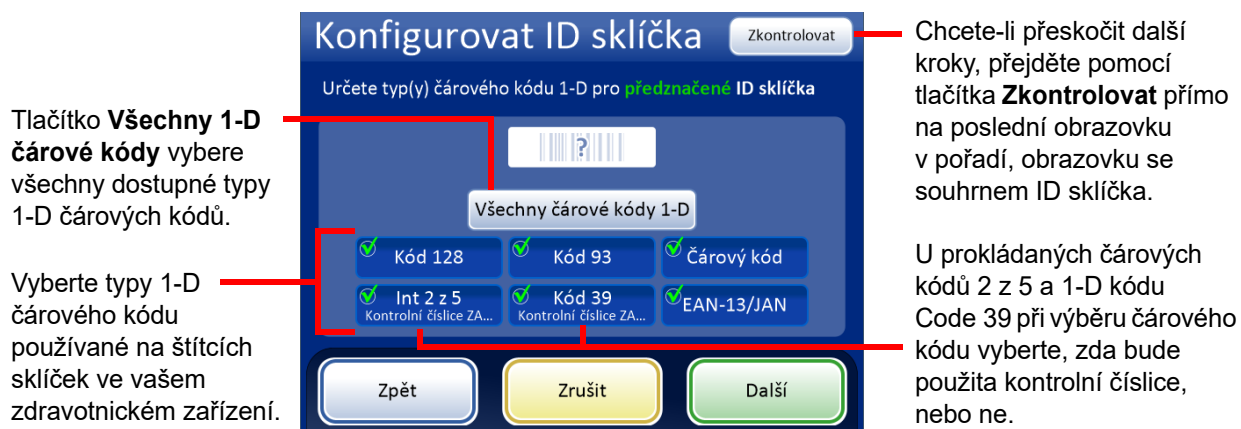 Konfigurovat ID sklíčka
Zkontrolovat
Určete typ(y) čárového kódu 1-D pro předznačené ID sklíčka
?
Všechny čárové kódy 1-D
Kód 128
Kód 93
Čárový kód
Int 2 z 5
Kontrolní číslice ZA...
Kód 39
Kontrolní číslice ZA...
EAN-13/JAN
Zpět
Zrušit
Další
Tlačítko Všechny 1-D
čárové kódy vybere
všechny dostupné typy
1-D čárových kódů.
Vyberte typy 1-D
čárového kódu
používané na štítcích
sklíček ve vašem
zdravotnickém zařízení.
Chcete-li přeskočit další
kroky, přejděte pomocí
tlačítka Zkontrolovat přímo
na poslední obrazovku
v pořadí, obrazovku se
souhrnem ID sklíčka.
U prokládaných čárových
kódů 2 z 5 a 1-D kódu
Code 39 při výběru čárového
kódu vyberte, zda bude
použita kontrolní číslice,
nebo ne.